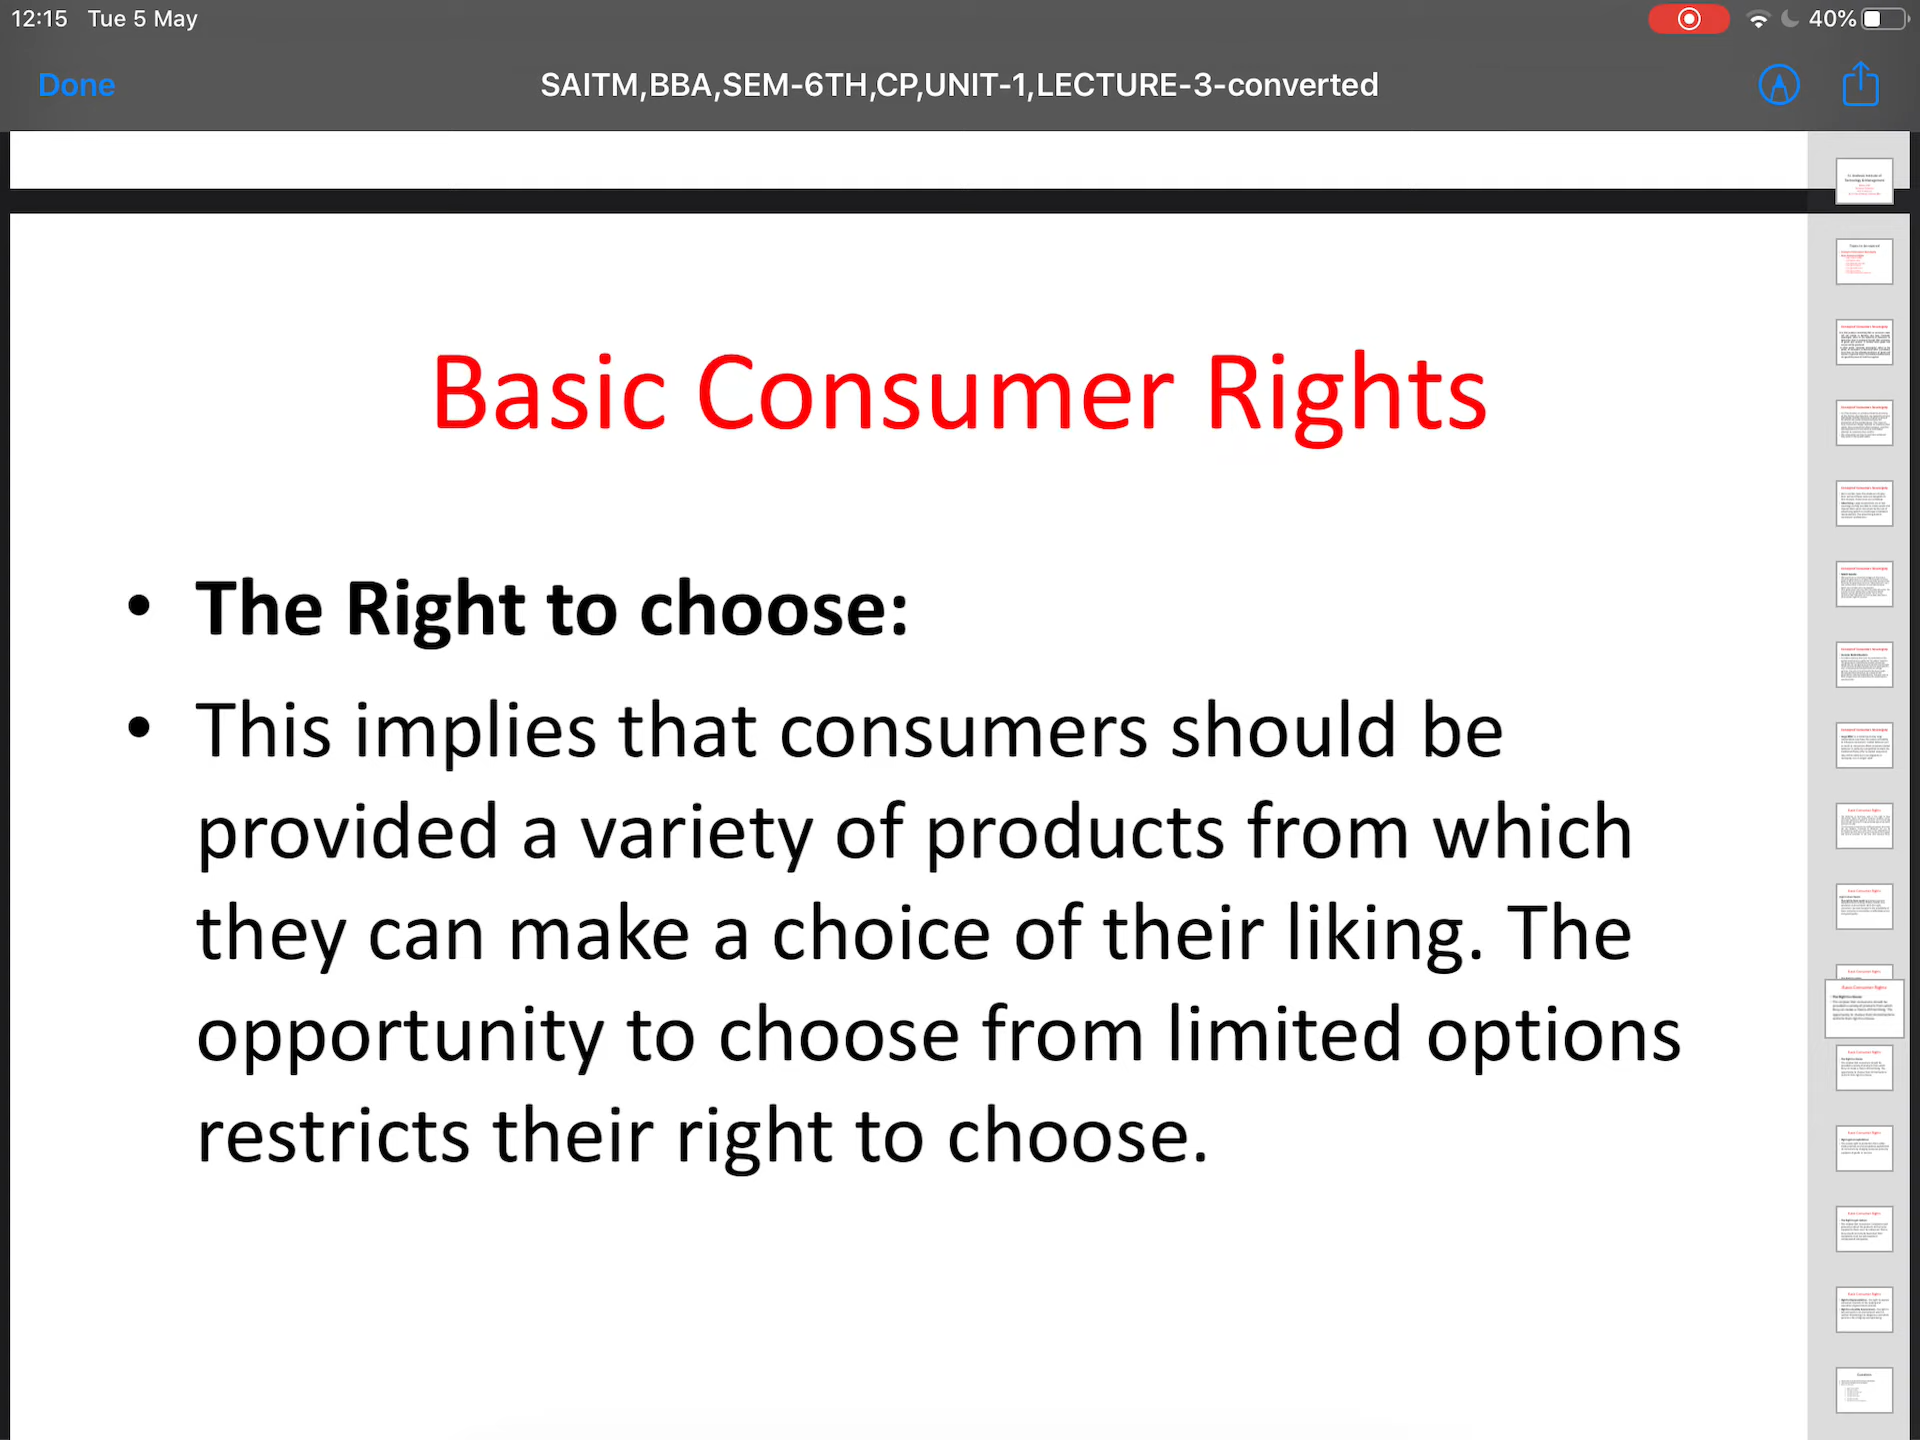 12:15 Tue 5 May 40%
Done SAITM,BBA,SEM-6TH,CP,UNIT-1,LECTURE-3-converted
Basic Consumer Rights
• The Right to choose:
• This implies that consumers should be
provided a variety of products from which
they can make a choice of their liking. The
opportunity to choose from limited options
restricts their right to choose.